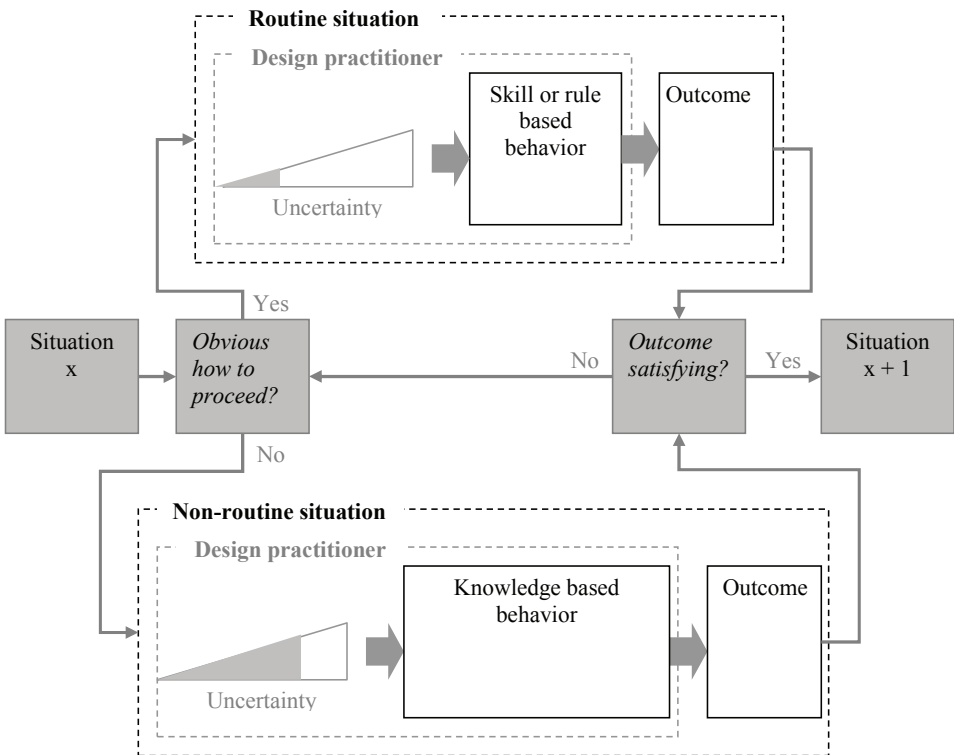 Routine situation
Design practitioner
Skill or rule
based
behavior
Outcome
Uncertainty
Yes
Situation
x
Obvious
how to
proceed?
No
Outcome
satisfying?
Yes
Situation
x + 1
No
Non-routine situation
Design practitioner
Knowledge based
behavior
Outcome
Uncertainty